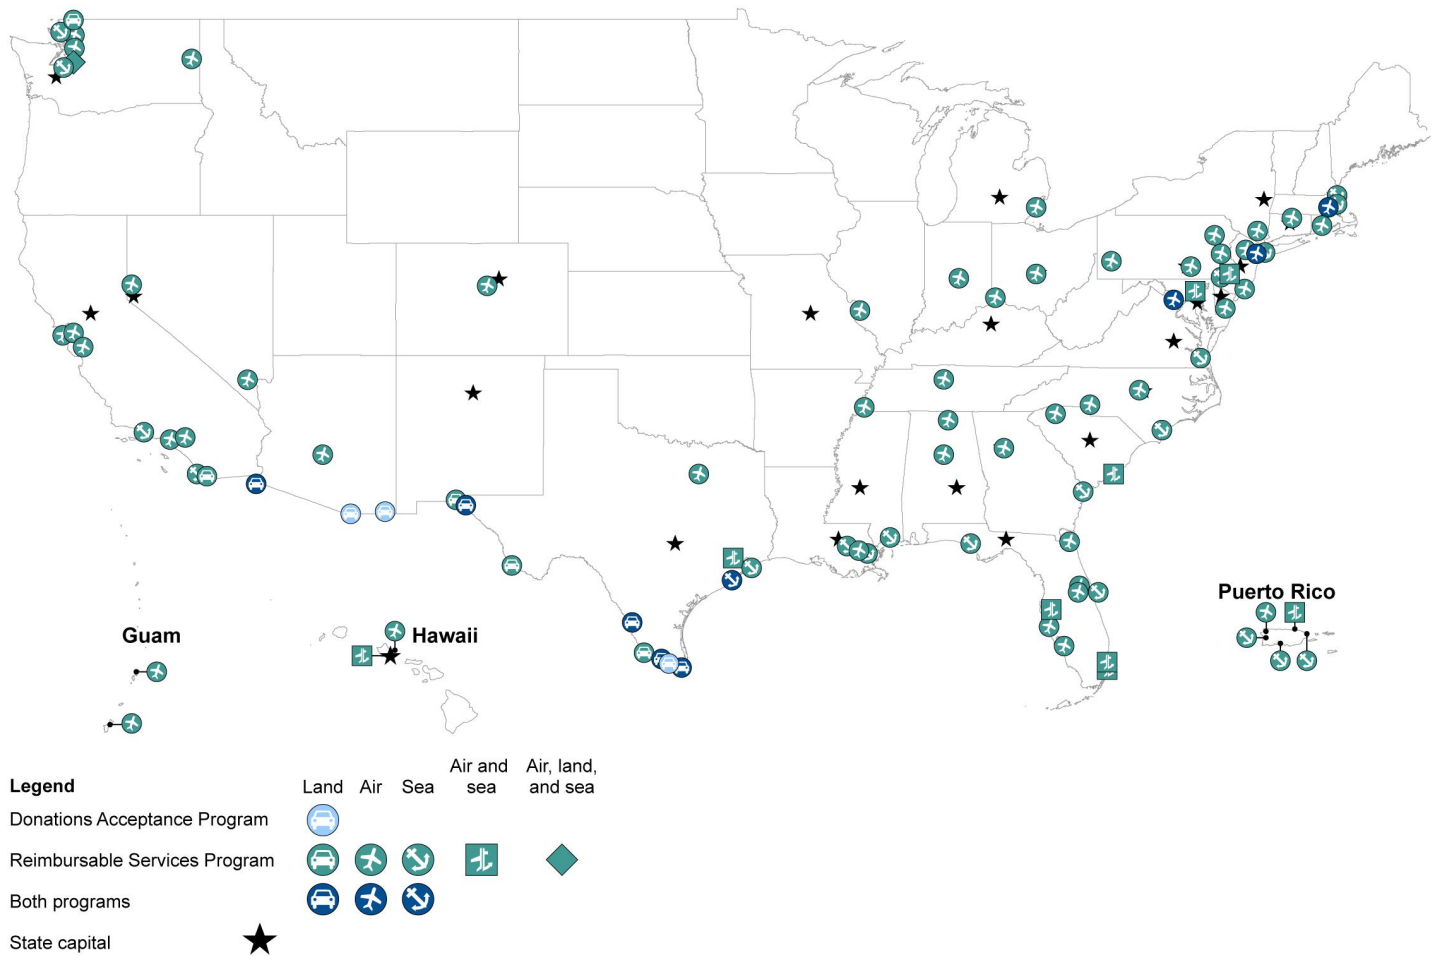 Puerto Rico
Guam
Hawaii
Legend
Land
Air
Sea
Air and
sea
Air, land,
and sea
Donations Acceptance Program
Reimbursable Services Program
Both programs
State capital